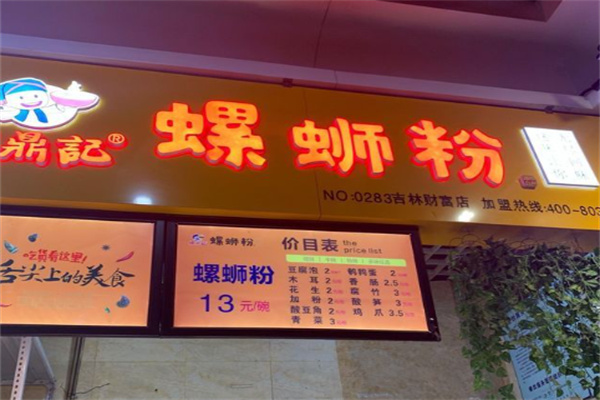 鼎記®
螺蛳粉
NO:0283吉林财富店 加盟热线:400-803
吃货看这里!
舌尖上的美食
螺蛳粉
价目表 the price list
螺蛳粉
13元/碗
豆腐泡 2 鹌鹑蛋 2
木耳 2 香肠 2.5
花生 2 腐竹 3
加粉 2 酸笋 3
酸豆角 2 鸡爪 3.5
青菜 3